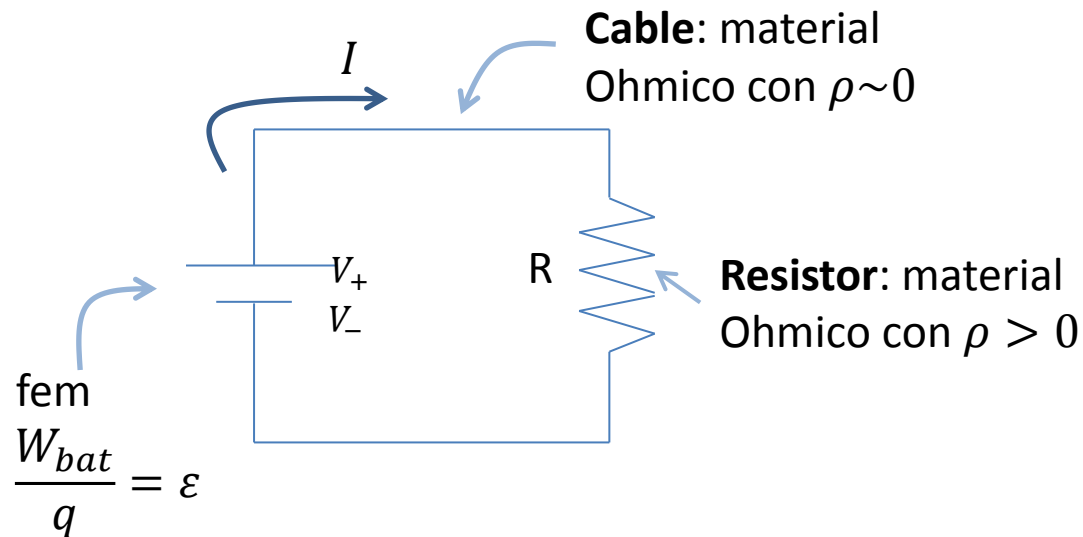 Cable: material
Ohmico con ρ~0
I
V₊
V₋
R
Resistor: material
Ohmico con ρ > 0
fem
W_bat / q = ε